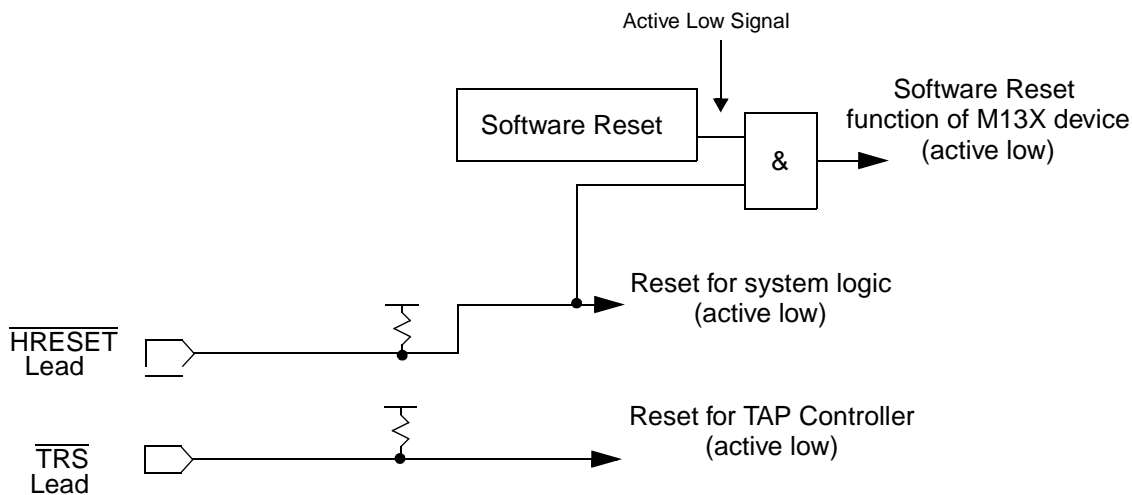 Active Low Signal
Software Reset
&
Software Reset
function of M13X device
(active low)
Reset for system logic
(active low)
HRESET
Lead
Reset for TAP Controller
(active low)
TRS
Lead